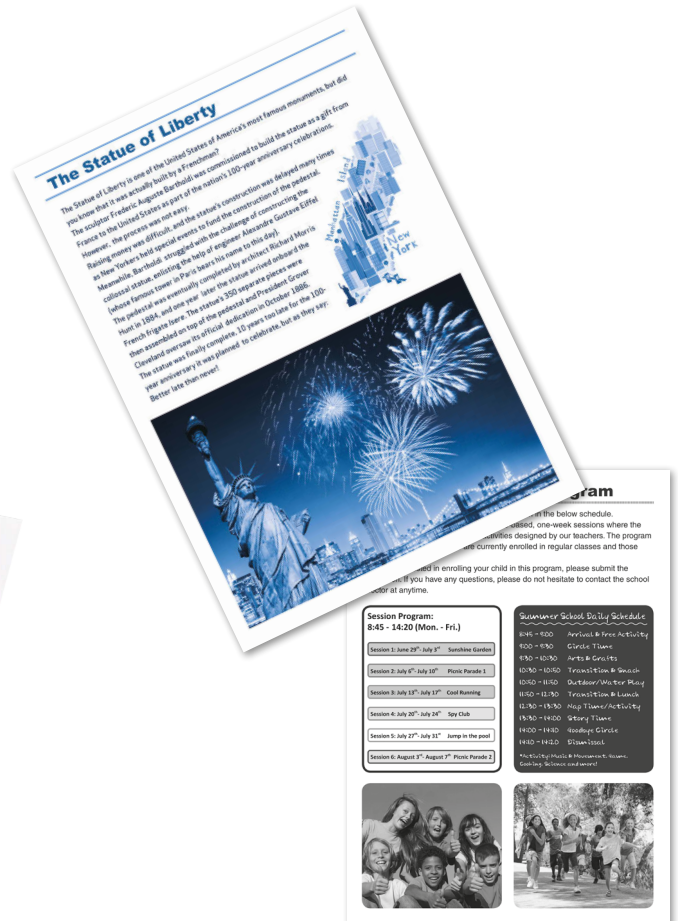 The Statue of Liberty
The Statue of Liberty is one of the United States of America's most famous monuments, but did
you know that it was actually built by a Frenchman?
The sculptor Frederic Auguste Bartholdi was commissioned to build the statue as a gift from
France to the United States as part of the nation's 100-year anniversary celebrations.
However, the process was not easy.
Raising money was difficult, and the statue's construction was delayed many times
as New Yorkers held special events to fund the construction of the pedestal.
Meanwhile, Bartholdi struggled with the challenge of constructing the
collossal statue, enlisting the help of engineer Alexandre Gustave Eiffel
(whose famous tower in Paris bears his name to this day).
The pedestal was eventually completed by architect Richard Morris
Hunt in 1884, and one year later the statue arrived onboard the
French frigate Isere. The statue's 350 separate pieces were
then assembled on top of the pedestal and President Grover
Cleveland oversaw its official dedication in October 1886.
The statue was finally complete, 10 years too late for the 100-
year anniversary it was planned to celebrate, but as they say:
Better late than never!
Manhattan Island
New
York
gram
in the below schedule.
based, one-week sessions where the
activities designed by our teachers. The program
are currently enrolled in regular classes and those
in enrolling your child in this program, please submit the
If you have any questions, please do not hesitate to contact the school
at anytime.
Session Program:
8:45 - 14:20 (Mon. - Fri.)
Session 1: June 29th- July 3rd Sunshine Garden
Session 2: July 6th- July 10th Picnic Parade 1
Session 3: July 13th- July 17th Cool Running
Session 4: July 20th- July 24th Spy Club
Session 5: July 27th- July 31st Jump in the pool
Session 6: August 3rd- August 7th Picnic Parade 2
Summer School Daily Schedule
8:45 - 9:00 Arrival & Free Activity
9:00 - 9:30 Circle Time
9:30 - 10:30 Arts & Crafts
10:30 - 10:50 Transition & Snack
10:50 - 11:50 Outdoor/Water Play
11:50 - 12:30 Transition & Lunch
12:30 - 13:30 Nap Time/Activity
13:30 - 14:00 Story Time
14:00 - 14:10 Goodbye Circle
14:10 - 14:20 Dismissal
*Activity: Music & Movement, Game,
Cooking, Science and more!